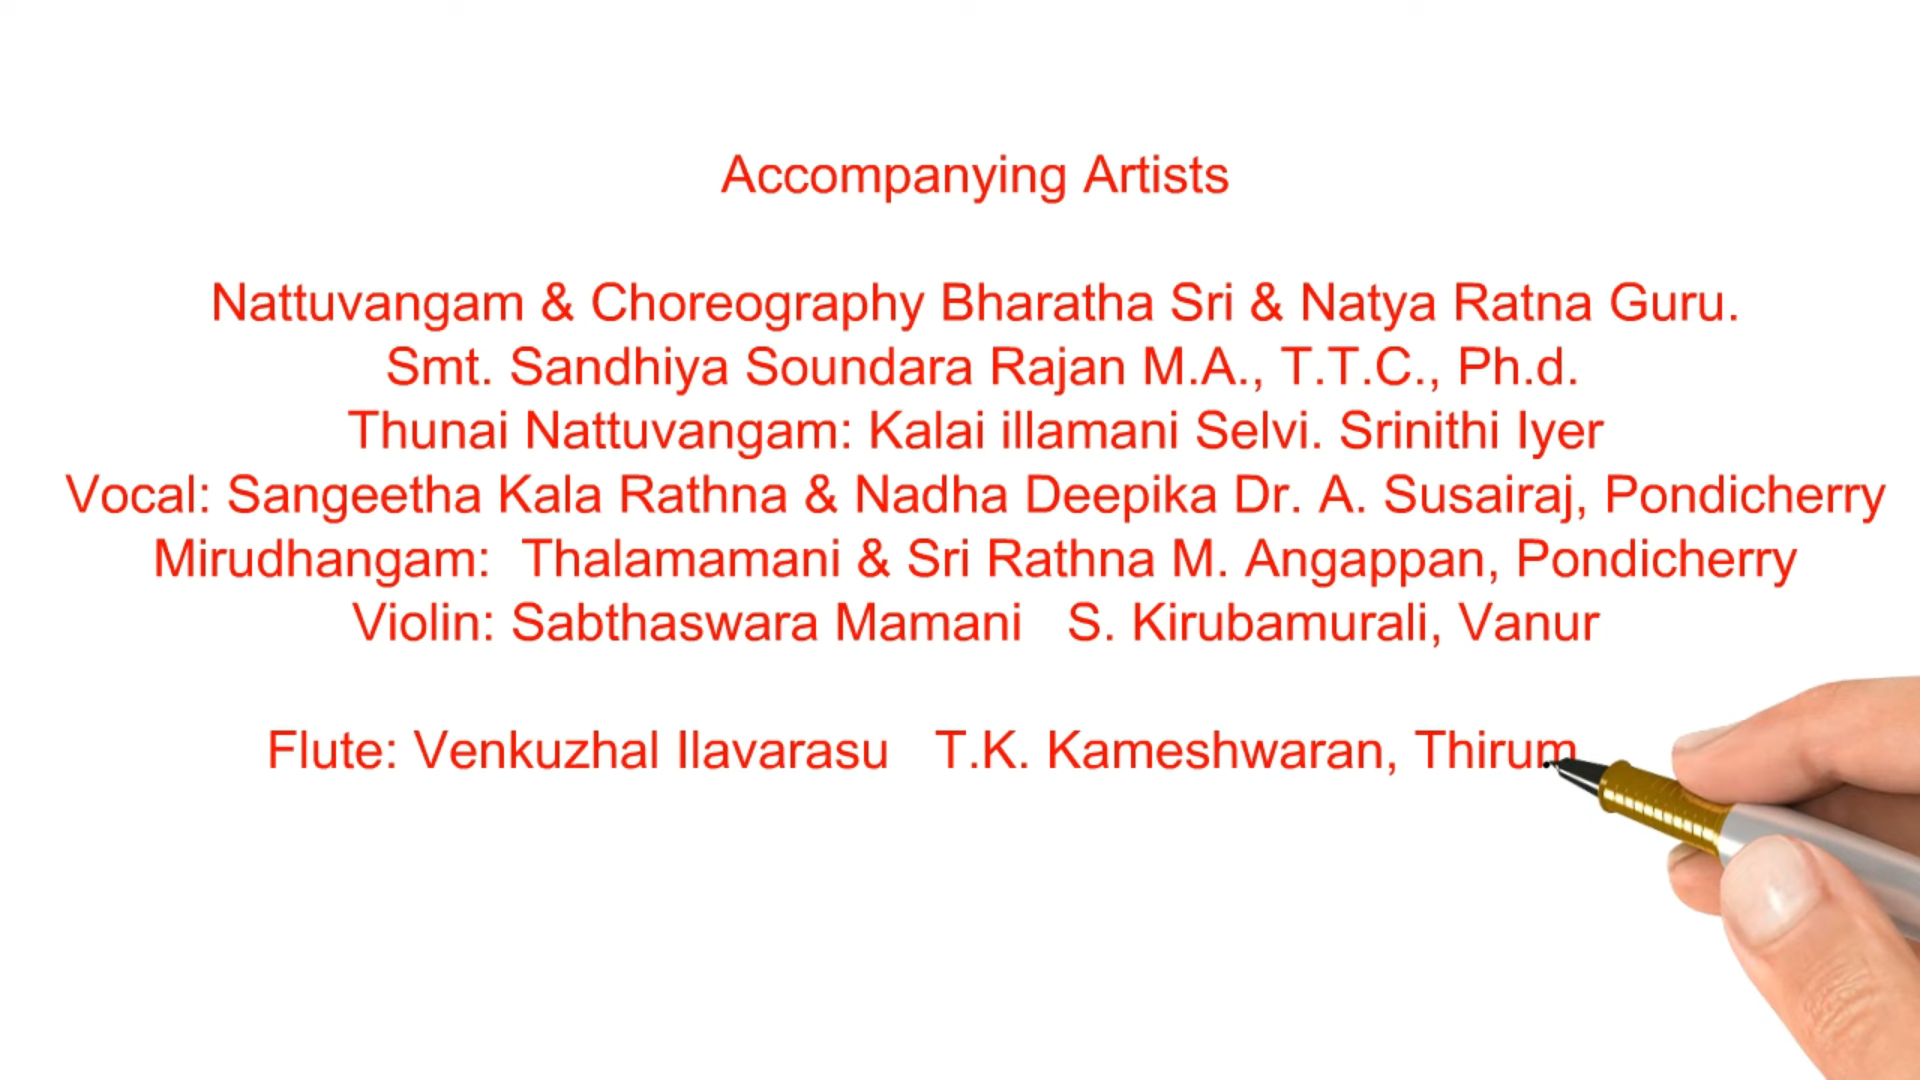 Accompanying Artists
Nattuvangam & Choreography Bharatha Sri & Natya Ratna Guru.
Smt. Sandhiya Soundara Rajan M.A., T.T.C., Ph.d.
Thunai Nattuvangam: Kalai illamani Selvi. Srinithi Iyer
Vocal: Sangeetha Kala Rathna & Nadha Deepika Dr. A. Susairaj, Pondicherry
Mirudhangam: Thalamamani & Sri Rathna M. Angappan, Pondicherry
Violin: Sabthaswara Mamani S. Kirubamurali, Vanur
Flute: Venkuzhal Ilavarasu T.K. Kameshwaran, Thirum